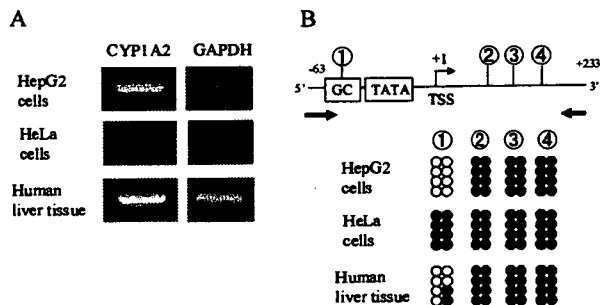 A
CYP1A2 GAPDH
HepG2
cells
HeLa
cells
Human
liver tissue
B
-63 ① +1 ② ③ ④ +233
5' GC TATA TSS 3'
① ② ③ ④
HepG2
cells
HeLa
cells
Human
liver tissue